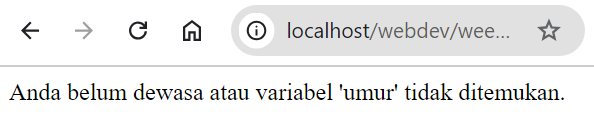 localhost/webdev/wee...
Anda belum dewasa atau variabel 'umur' tidak ditemukan.